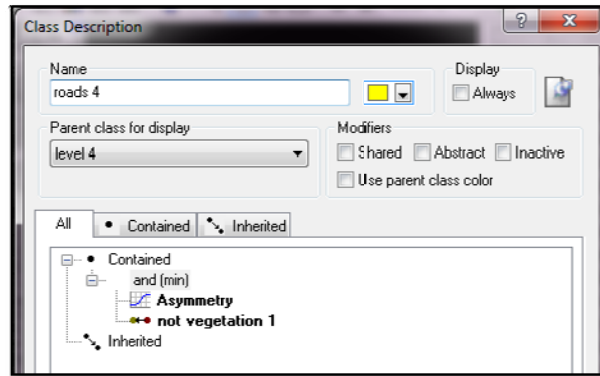 Class Description
?
X
Name
roads 4
Display
Always
Parent class for display
level 4
Modifiers
Shared
Abstract
Inactive
Use parent class color
All
Contained
Inherited
Contained
and (min)
Asymmetry
not vegetation 1
Inherited